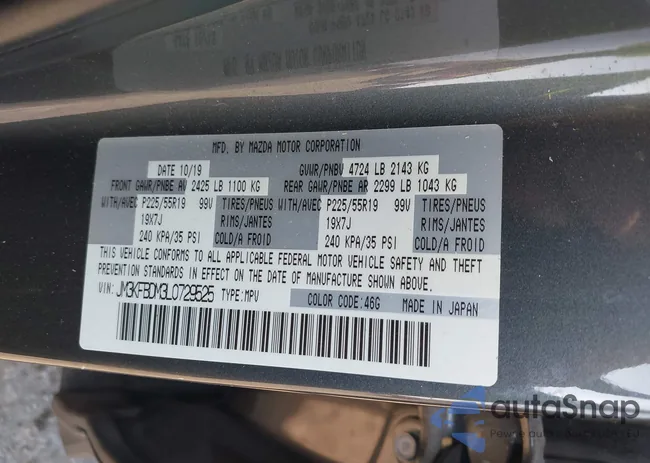 MFD. BY MAZDA MOTOR CORPORATION
DATE 10/19 GVWR/PNBV 4724 LB 2143 KG
FRONT GAWR/PNBE AV 2425 LB 1100 KG REAR GAWR/PNBE AR 2299 LB 1043 KG
WITH/AVEC P225/55R19 99V TIRES/PNEUS WITH/AVEC P225/55R19 99V TIRES/PNEUS
19X7J RIMS/JANTES 19X7J RIMS/JANTES
240 KPA/35 PSI COLD/A FROID 240 KPA/35 PSI COLD/A FROID
THIS VEHICLE CONFORMS TO ALL APPLICABLE FEDERAL MOTOR VEHICLE SAFETY AND THEFT
PREVENTION STANDARDS IN EFFECT ON THE DATE OF MANUFACTURE SHOWN ABOVE.
VIN: JM3KFBDM3L0729525 TYPE: MPV COLOR CODE: 46G MADE IN JAPAN
autoSnap